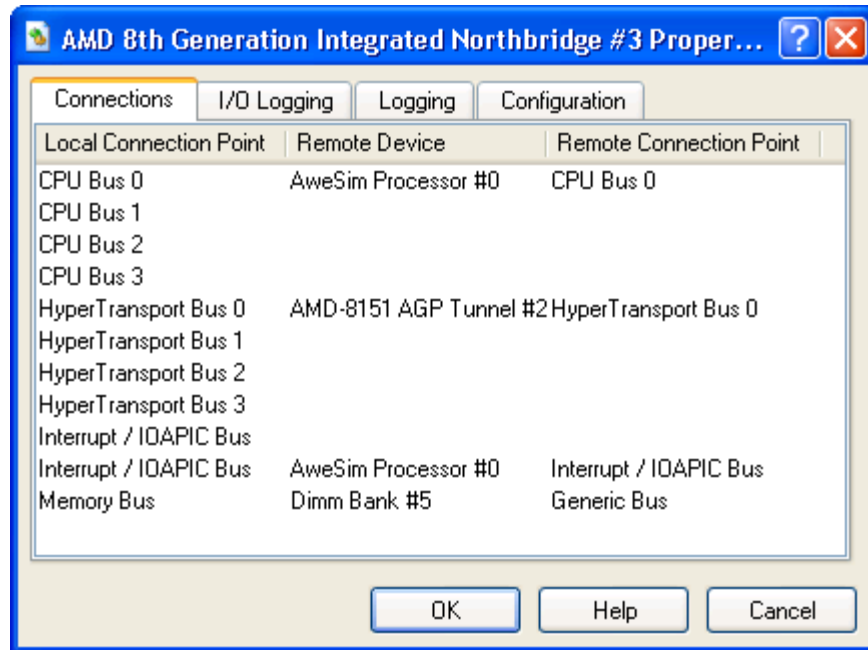 AMD 8th Generation Integrated Northbridge #3 Proper...
Connections I/O Logging Logging Configuration
Local Connection Point Remote Device Remote Connection Point
CPU Bus 0 AweSim Processor #0 CPU Bus 0
CPU Bus 1
CPU Bus 2
CPU Bus 3
HyperTransport Bus 0 AMD-8151 AGP Tunnel #2 HyperTransport Bus 0
HyperTransport Bus 1
HyperTransport Bus 2
HyperTransport Bus 3
Interrupt / IOAPIC Bus
Interrupt / IOAPIC Bus AweSim Processor #0 Interrupt / IOAPIC Bus
Memory Bus Dimm Bank #5 Generic Bus
OK Help Cancel